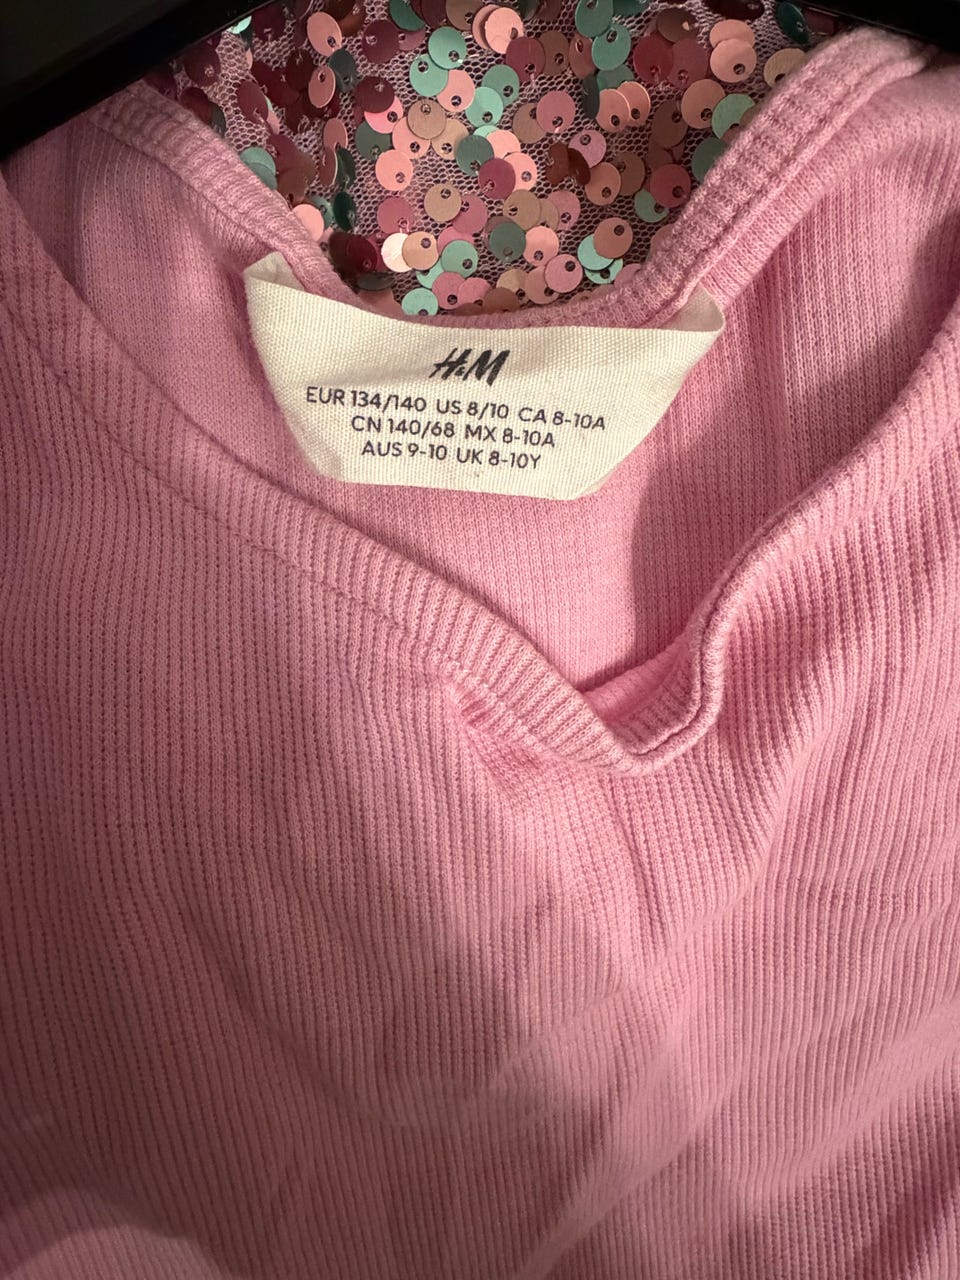 H&M
EUR 134/140 US 8/10 CA 8-10A
CN 140/68 MX 8-10A
AUS 9-10 UK 8-10Y